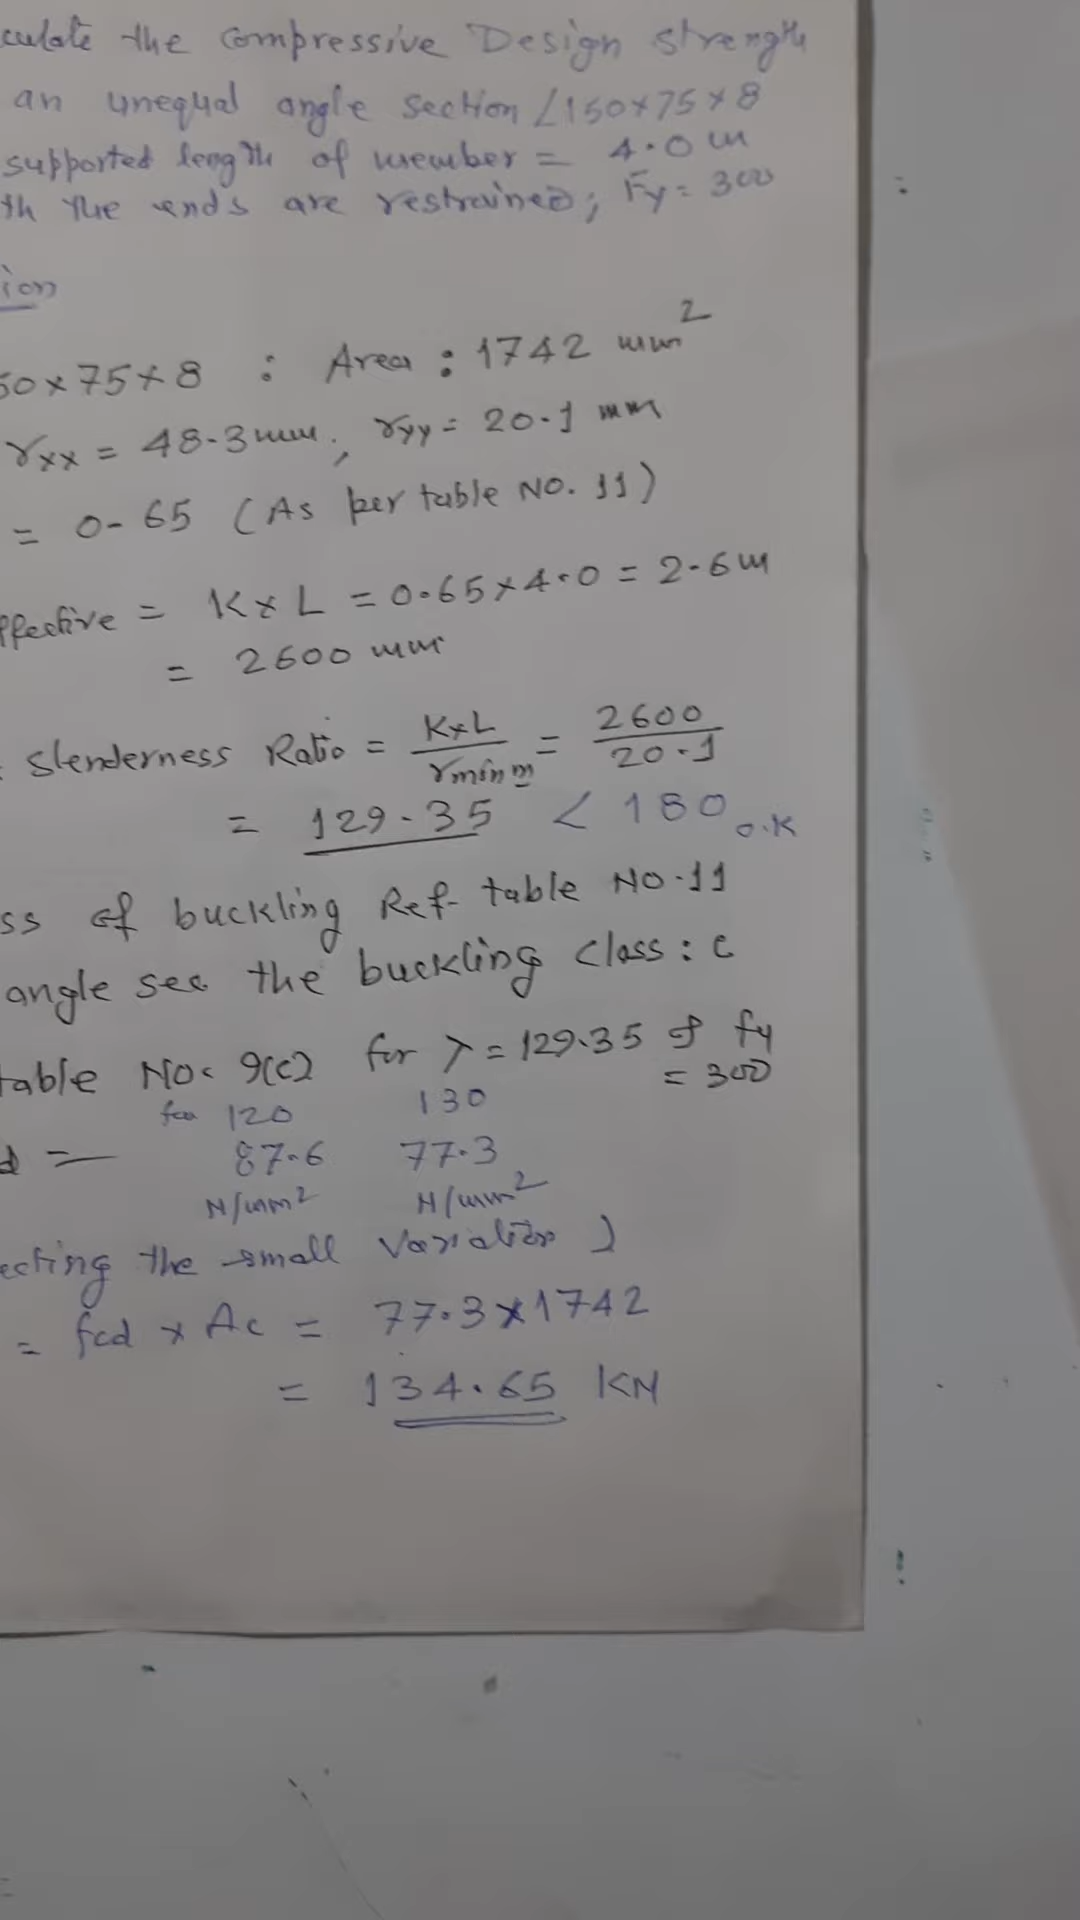 culate the compressive Design strength
an unequal angle section ∠150×75×8
supported length of member = 4.0 m
th the ends are restrained; Fy = 300
ion
50×75×8 : Area : 1742 mm²
rxx = 48.3 mm, ryy = 20.1 mm
= 0.65 (As per table No. 11)
ffective = K×L = 0.65×4.0 = 2.6 m
= 2600 mm
: slenderness Ratio = K×L/rminm = 2600/20.1
= 129.35 < 180 O.K
ss of buckling Ref. table No. 11
angle sec the buckling class : c
table No. 9(c) for λ = 129.35 & fy = 300
for 120 130
d = 87.6 77.3
N/mm² N/mm²
ecting the small variation)
= fcd × Ac = 77.3×1742
= 134.65 KN